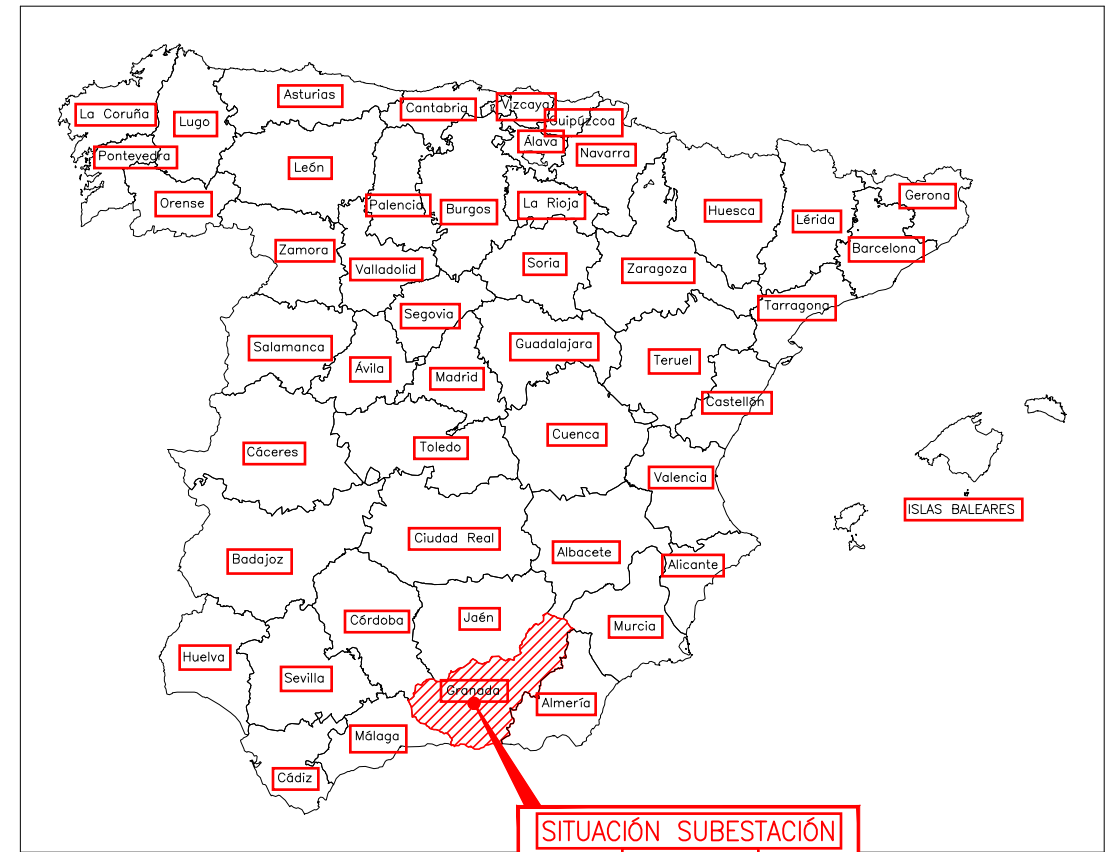 Asturias
Cantabria
Vizcaya
La Coruña
Lugo
Guipúzcoa
Álava
Navarra
Pontevedra
León
Orense
Palencia
Burgos
La Rioja
Huesca
Lérida
Gerona
Zamora
Valladolid
Soria
Zaragoza
Barcelona
Segovia
Tarragona
Salamanca
Ávila
Madrid
Guadalajara
Teruel
Castellón
Cáceres
Toledo
Cuenca
Valencia
ISLAS BALEARES
Badajoz
Ciudad Real
Albacete
Alicante
Córdoba
Jaén
Murcia
Huelva
Sevilla
Granada
Almería
Málaga
Cádiz
SITUACIÓN SUBESTACIÓN